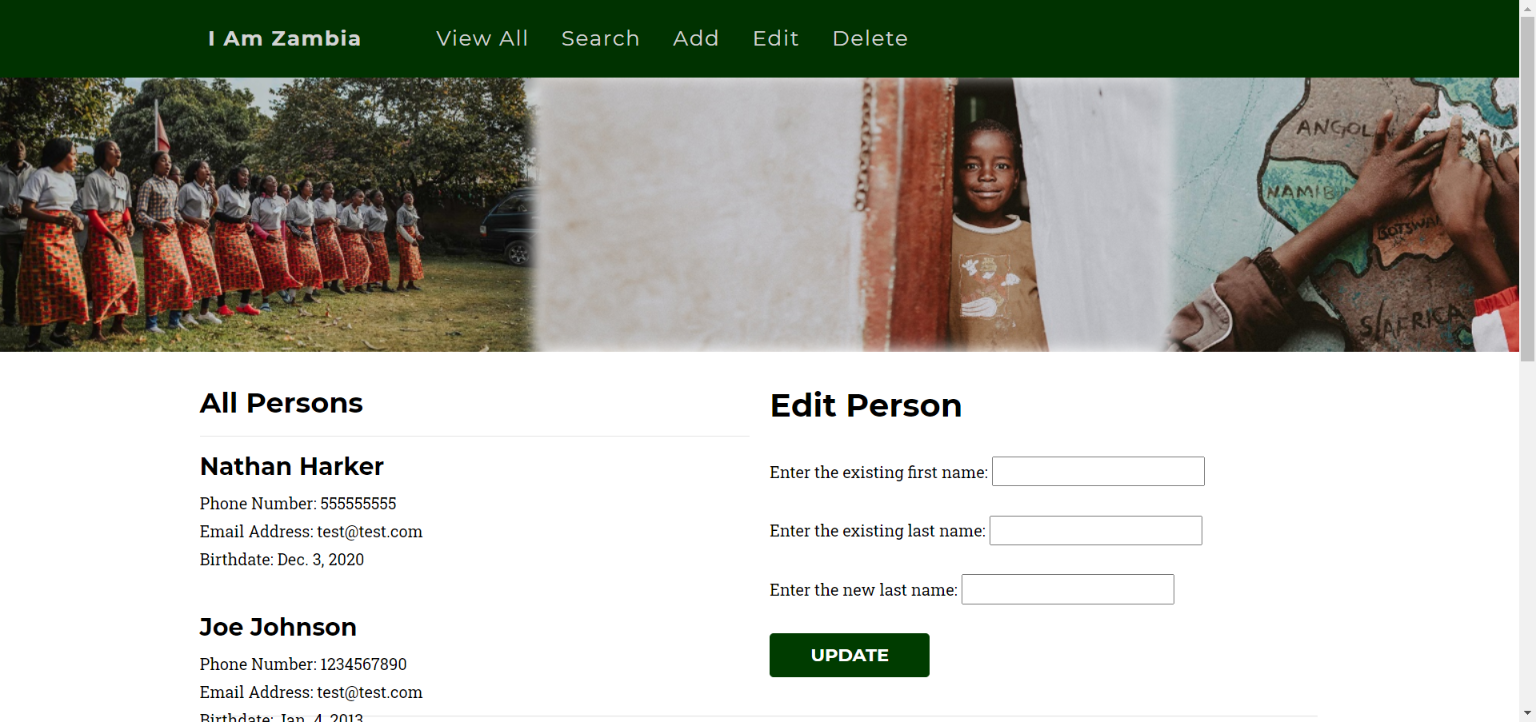 I Am Zambia View All Search Add Edit Delete
ANGOL
NAMIB
BOTSWA
S/AFRICA
All Persons
Nathan Harker
Phone Number: 555555555
Email Address: test@test.com
Birthdate: Dec. 3, 2020
Joe Johnson
Phone Number: 1234567890
Email Address: test@test.com
Birthdate: Jan. 4, 2013
Edit Person
Enter the existing first name:
Enter the existing last name:
Enter the new last name:
UPDATE